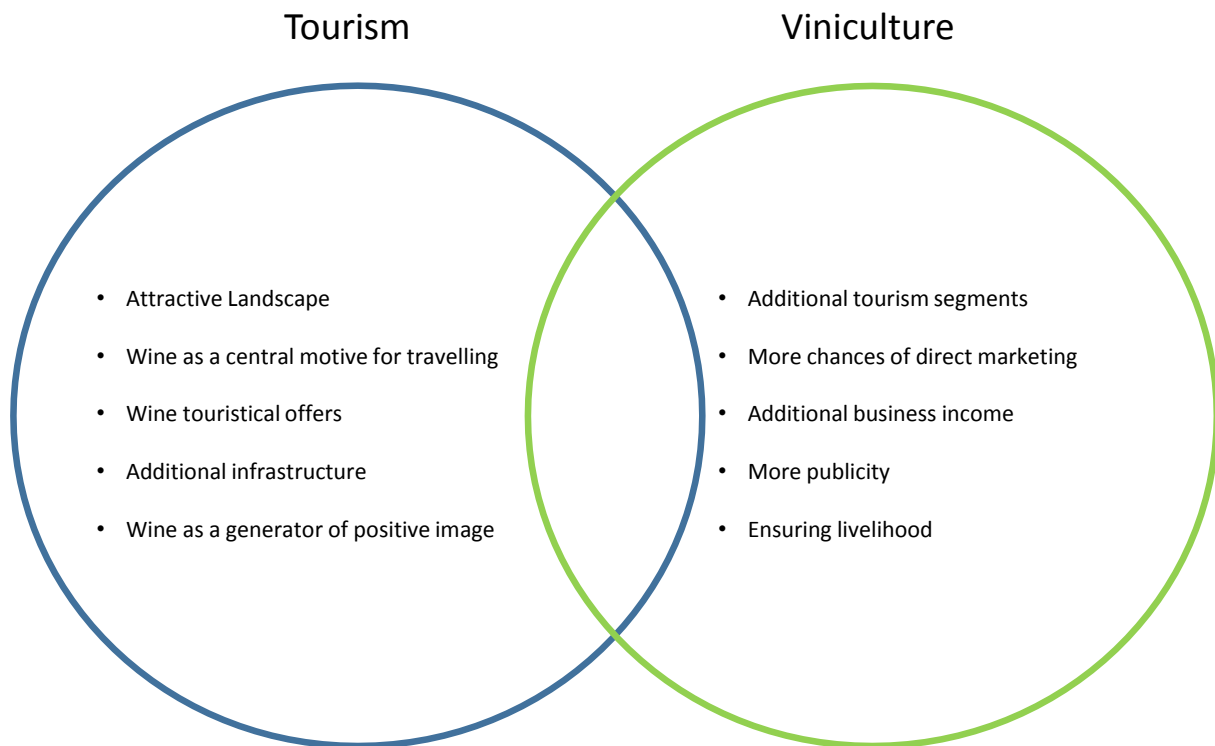 Tourism
Viniculture
• Attractive Landscape
• Wine as a central motive for travelling
• Wine touristical offers
• Additional infrastructure
• Wine as a generator of positive image
• Additional tourism segments
• More chances of direct marketing
• Additional business income
• More publicity
• Ensuring livelihood